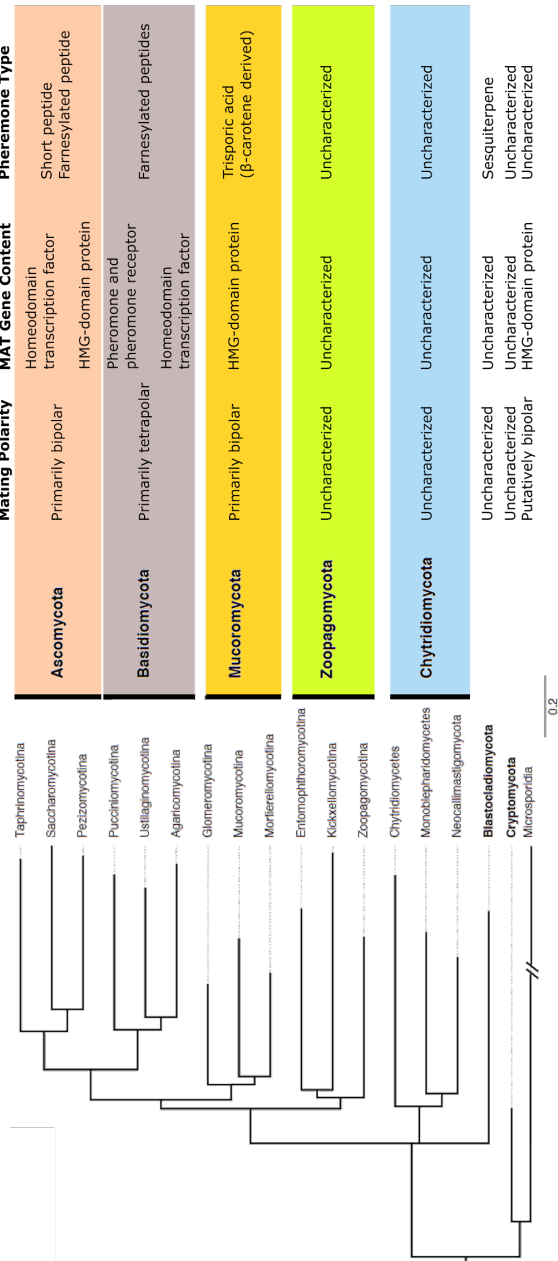 Mating Polarity
MAT Gene Content
Pheremone Type
Taphrinomycotina
Saccharomycotina
Pezizomycotina
Ascomycota
Primarily bipolar
Homeodomain
transcription factor
HMG-domain protein
Short peptide
Farnesylated peptide
Pucciniomycotina
Ustilaginomycotina
Agaricomycotina
Basidiomycota
Primarily tetrapolar
Pheromone and
pheromone receptor
Homeodomain
transcription factor
Farnesylated peptides
Glomeromycotina
Mucoromycotina
Mortierellomycotina
Mucoromycota
Primarily bipolar
HMG-domain protein
Trisporic acid
(β-carotene derived)
Entomophthoromycotina
Kickxellomycotina
Zoopagomycotina
Zoopagomycota
Uncharacterized
Uncharacterized
Uncharacterized
Chytridiomycetes
Monoblepharidomycetes
Neocallimastigomycota
Chytridiomycota
Uncharacterized
Uncharacterized
Uncharacterized
Blastocladiomycota
Uncharacterized
Uncharacterized
Sesquiterpene
Cryptomycota
Uncharacterized
Uncharacterized
Uncharacterized
Microsporidia
Putatively bipolar
HMG-domain protein
Uncharacterized
0.2